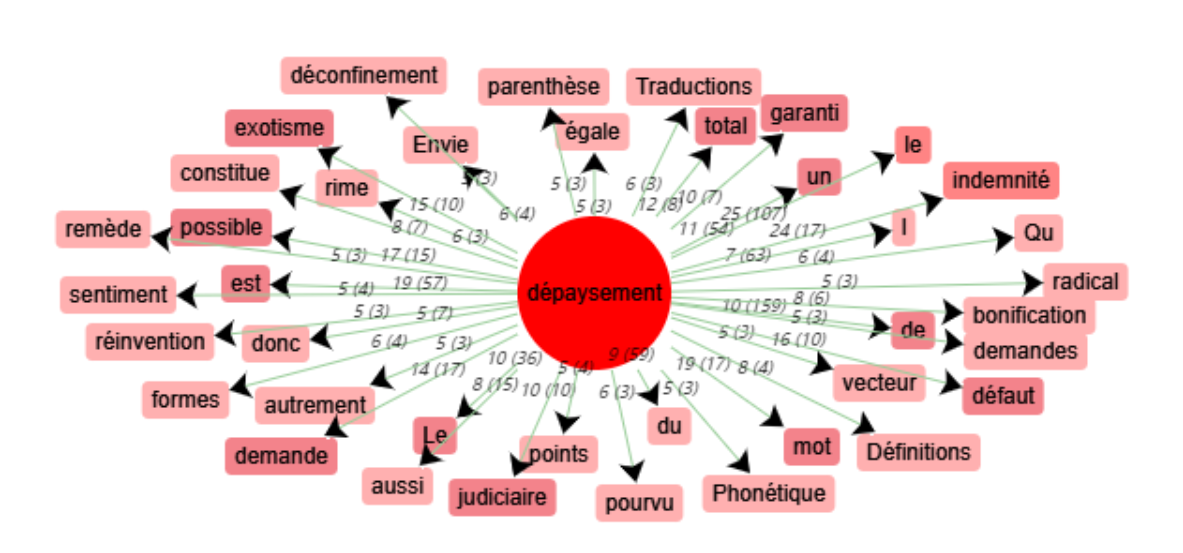 déconfinement
parenthèse
Traductions
exotisme
Envie
égale
total
garanti
le
constitue
rime
un
indemnité
5 (3)
5 (3)
6 (3)
12 (8)
10 (7)
15 (10)
6 (4)
5 (3)
25 (107)
remède
possible
8 (7)
6 (3)
11 (54)
24 (17)
l
Qu
5 (3)
17 (15)
7 (63)
6 (4)
sentiment
est
5 (4)
19 (57)
dépaysement
5 (3)
radical
10 (159)
8 (6)
bonification
réinvention
donc
5 (3)
5 (7)
5 (3)
de
demandes
6 (4)
5 (3)
5 (3)
16 (10)
formes
autrement
14 (17)
10 (36)
5 (4)
9 (59)
19 (17)
8 (4)
vecteur
défaut
8 (15)
10 (10)
6 (3)
5 (3)
demande
Le
du
mot
Définitions
aussi
points
judiciaire
pourvu
Phonétique